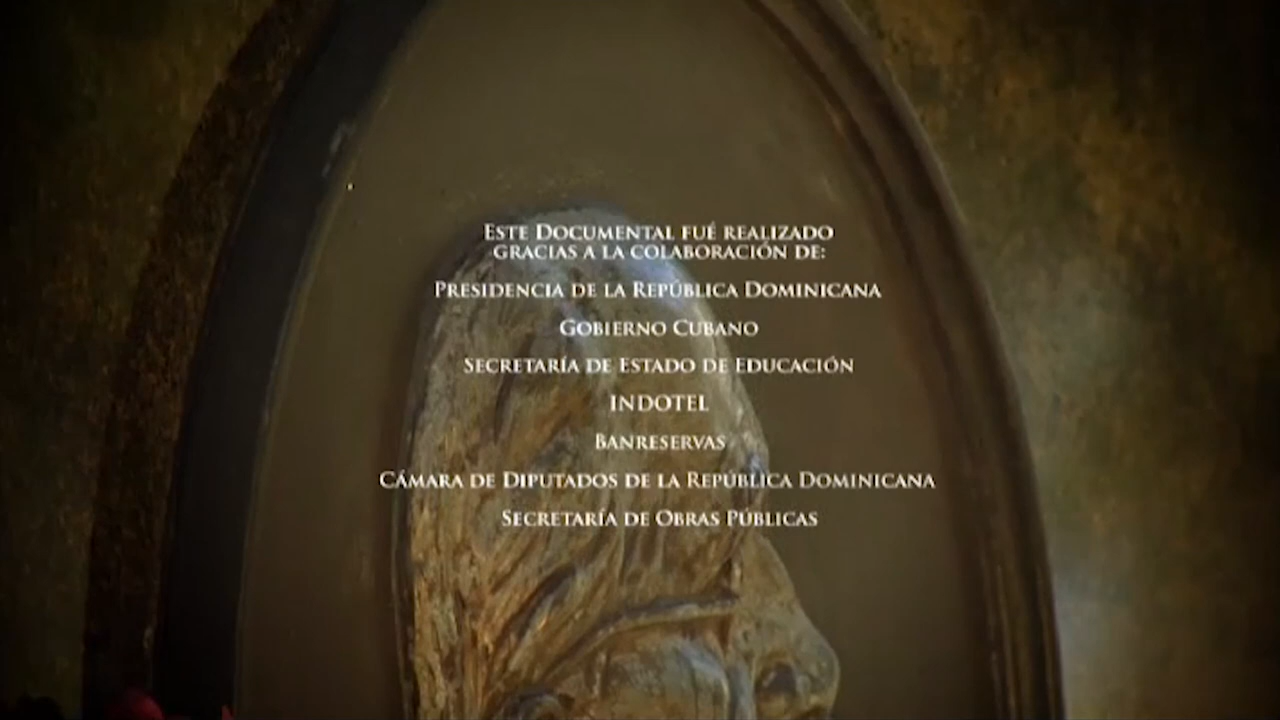 Este Documental fué realizado
gracias a la colaboración de:
Presidencia de la República Dominicana
Gobierno Cubano
Secretaría de Estado de Educación
INDOTEL
Banreservas
Cámara de Diputados de la República Dominicana
Secretaría de Obras Públicas